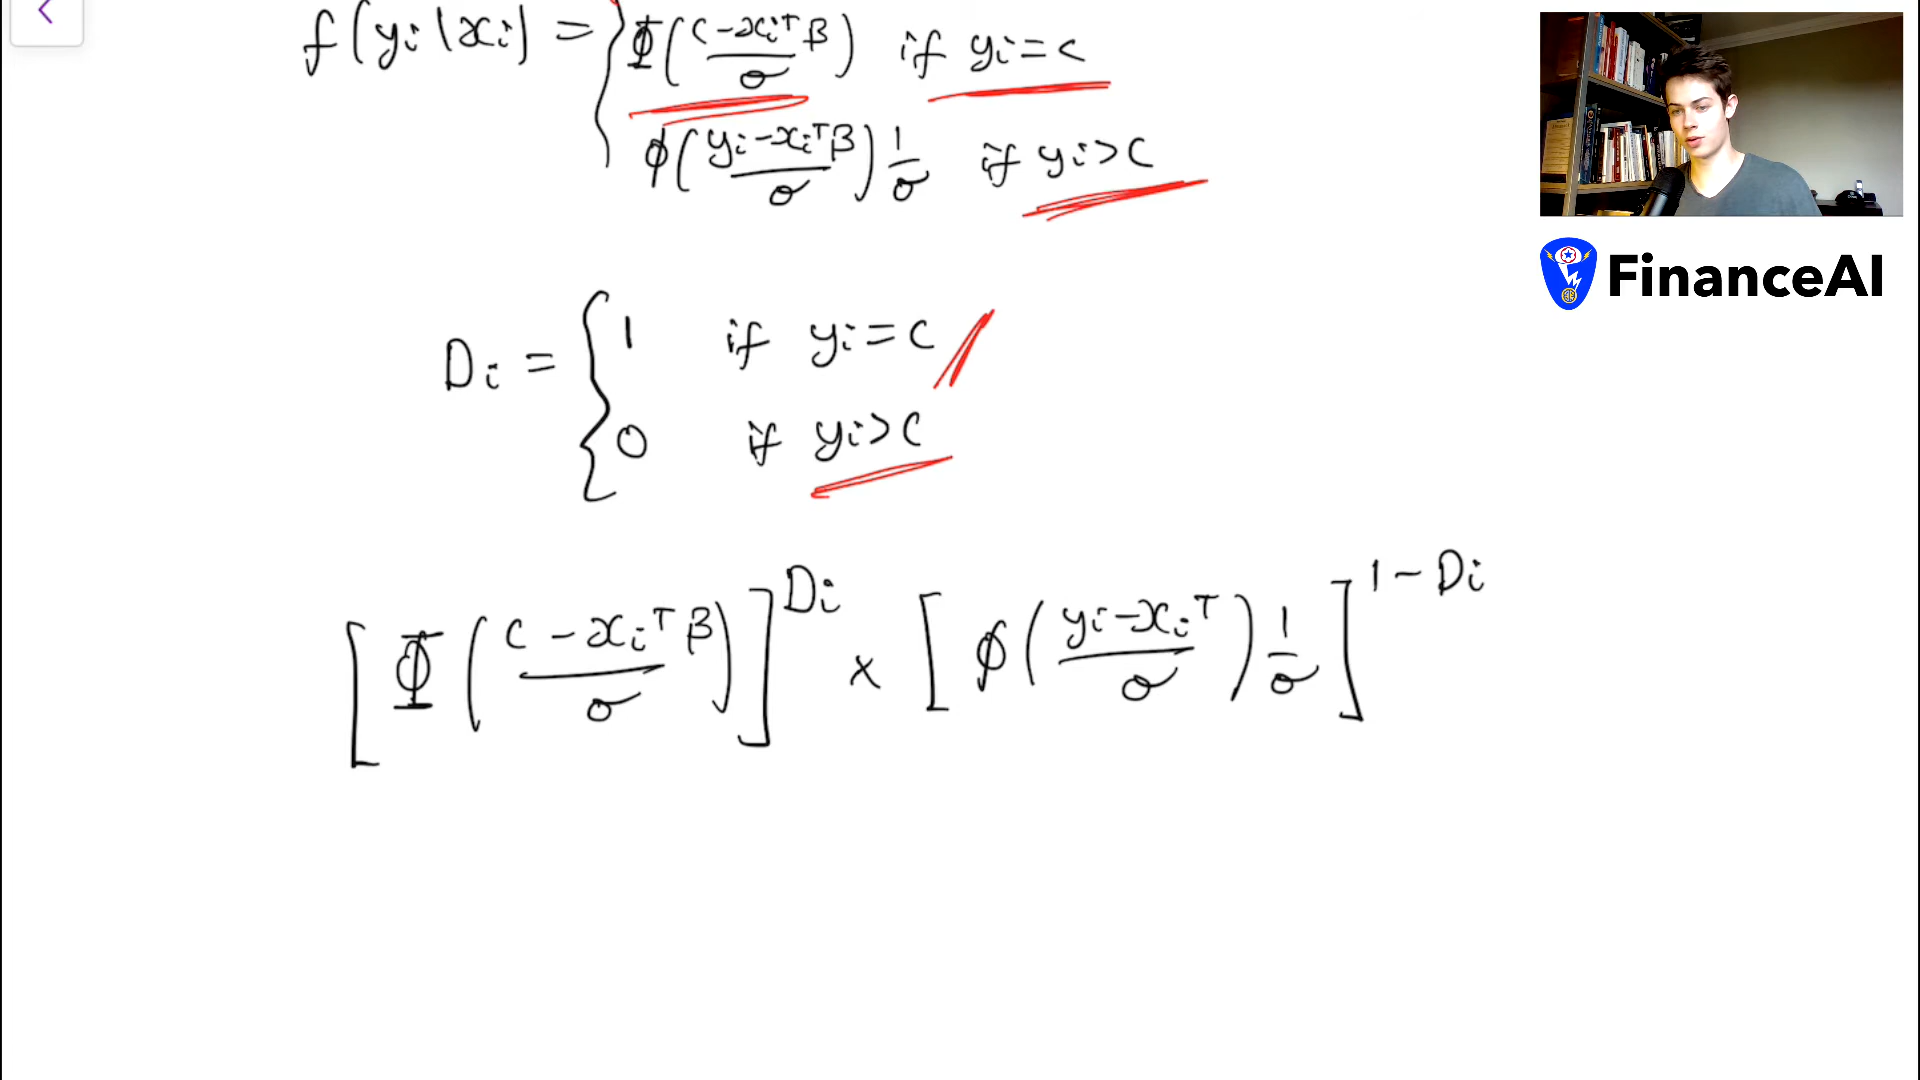 f(yi|xi) = { Φ(c-xiᵀβ / σ) if yi=c
ϕ(yi-xiᵀβ / σ) 1/σ if yi>c
FinanceAI
Di = { 1 if yi=c
0 if yi>c
[Φ(c-xiᵀβ / σ)]^Di × [ϕ(yi-xiᵀ / σ) 1/σ]^1-Di